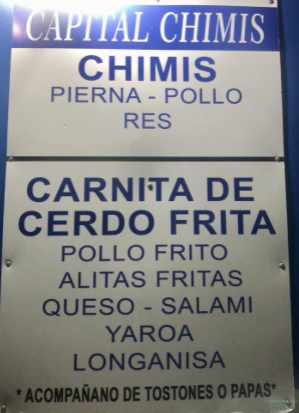 CAPITAL CHIMIS
CHIMIS
PIERNA - POLLO
RES
CARNITA DE
CERDO FRITA
POLLO FRITO
ALITAS FRITAS
QUESO - SALAMI
YAROA
LONGANISA
* ACOMPAÑANO DE TOSTONES O PAPAS*